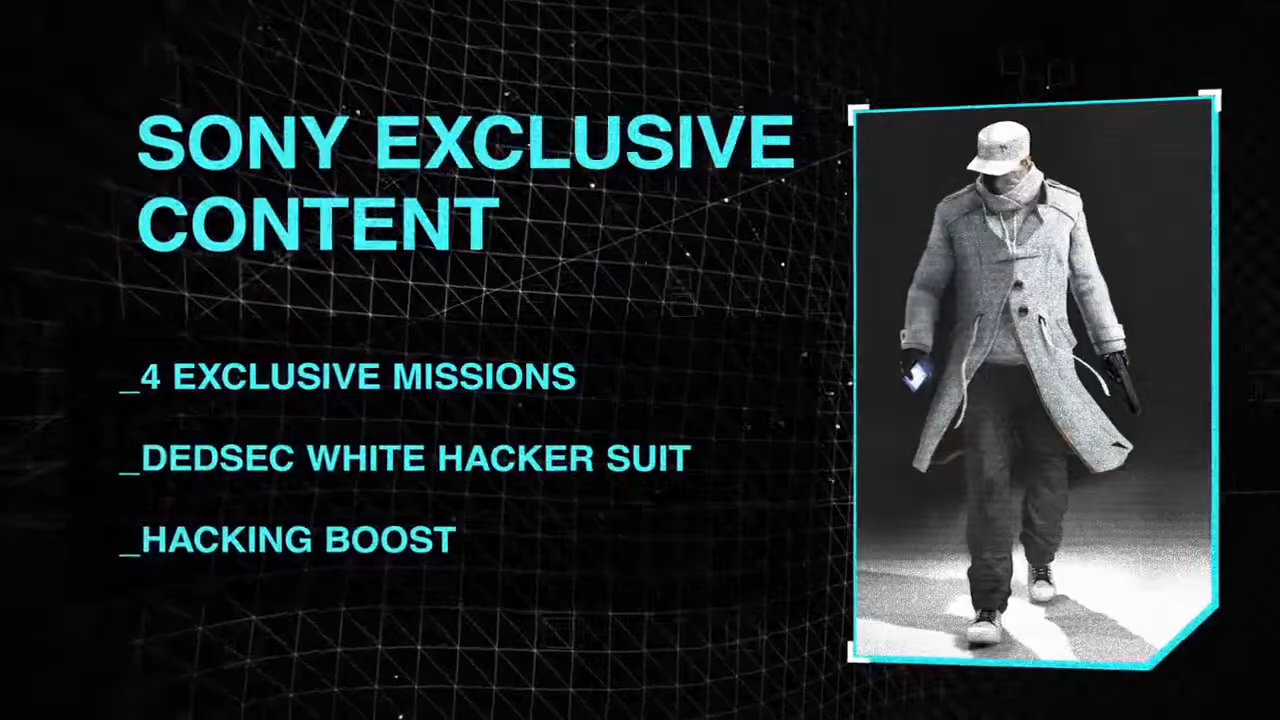 SONY EXCLUSIVE
CONTENT
_4 EXCLUSIVE MISSIONS
_DEDSEC WHITE HACKER SUIT
_HACKING BOOST